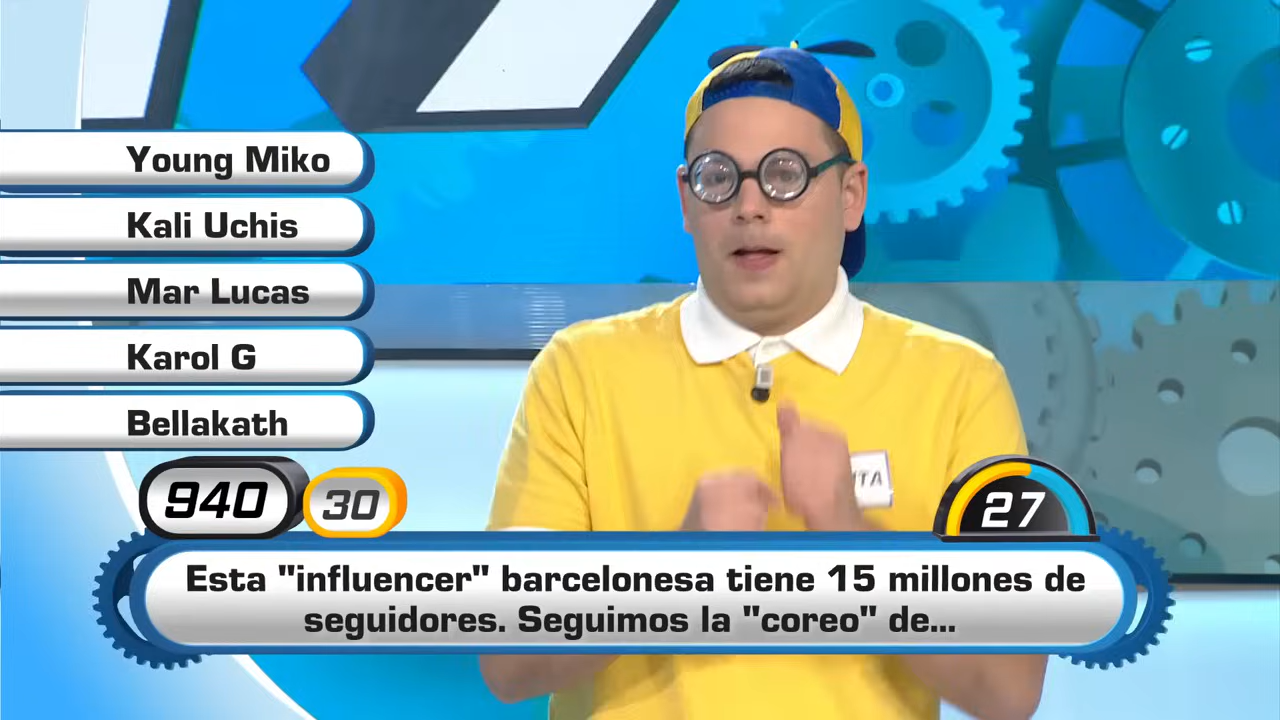 Young Miko
Kali Uchis
Mar Lucas
Karol G
Bellakath
940
30
27
Esta "influencer" barcelonesa tiene 15 millones de
seguidores. Seguimos la "coreo" de...